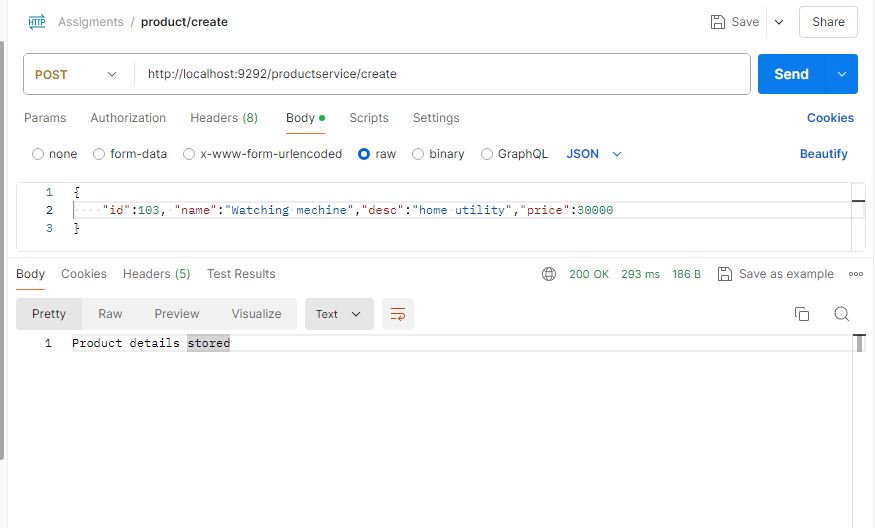 HTTP Assigments / product/create Save Share
POST http://localhost:9292/productservice/create Send
Params Authorization Headers (8) Body Scripts Settings Cookies
none form-data x-www-form-urlencoded raw binary GraphQL JSON Beautify
1 {
2 "id":103, "name":"Watching mechine","desc":"home utility","price":30000
3 }
Body Cookies Headers (5) Test Results 200 OK 293 ms 186 B Save as example
Pretty Raw Preview Visualize Text
1 Product details stored